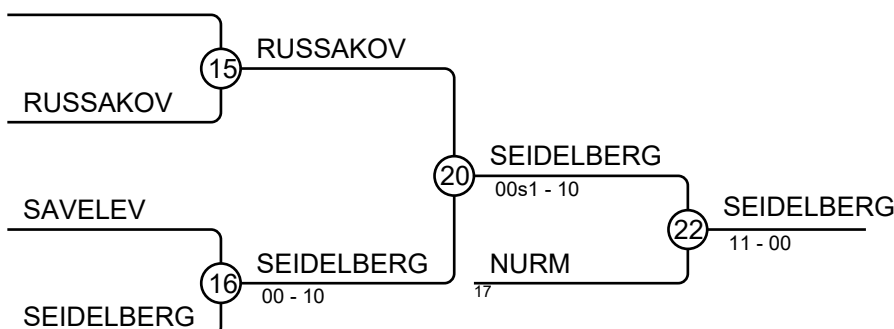 RUSSAKOV
15
RUSSAKOV
SEIDELBERG
20
00s1 - 10
SAVELEV
SEIDELBERG
22
11 - 00
SEIDELBERG
NURM
16
00 - 10
17
SEIDELBERG